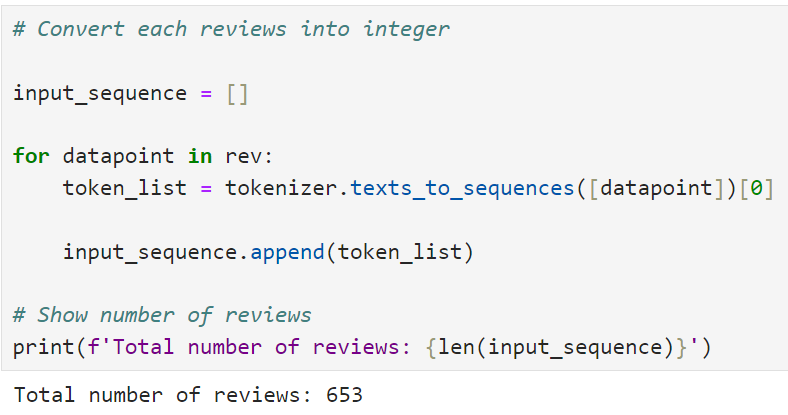 # Convert each reviews into integer
input_sequence = []
for datapoint in rev:
    token_list = tokenizer.texts_to_sequences([datapoint])[0]
    input_sequence.append(token_list)
# Show number of reviews
print(f'Total number of reviews: {len(input_sequence)}')
Total number of reviews: 653